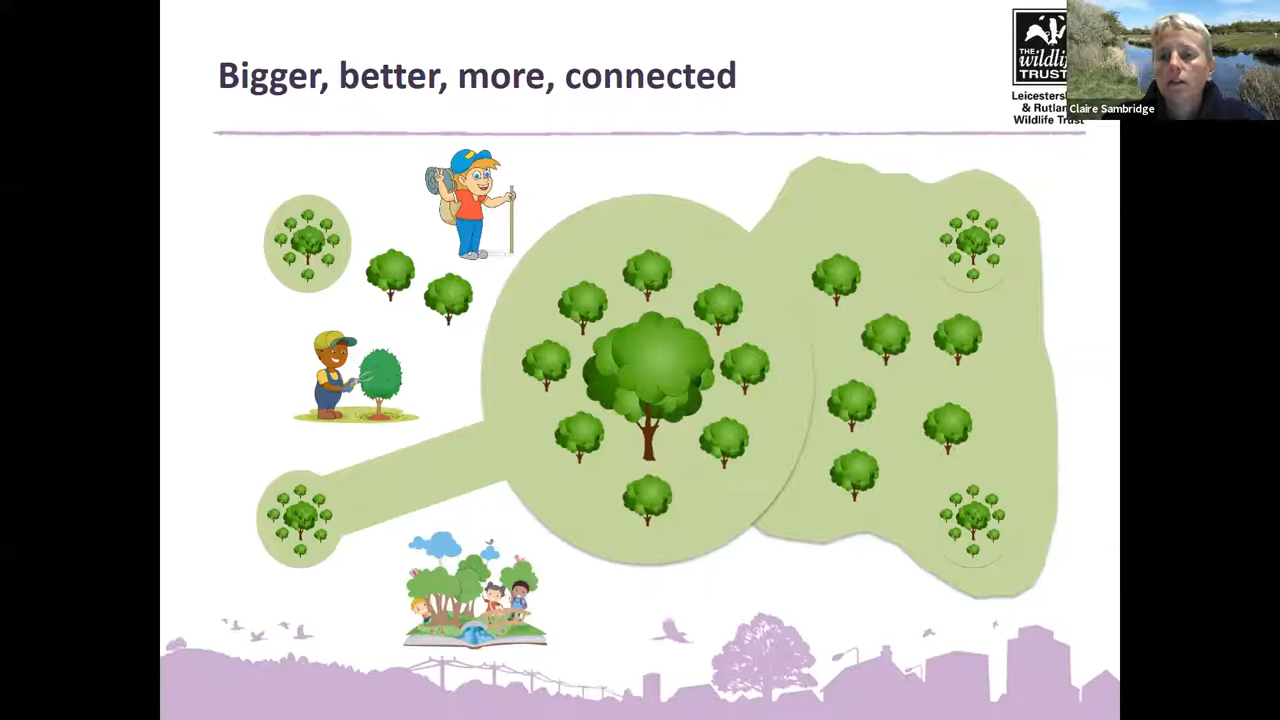 Bigger, better, more, connected
THE
wildlife
TRUST
Leicestershire
& Rutland
Wildlife Trust
Claire Sambridge